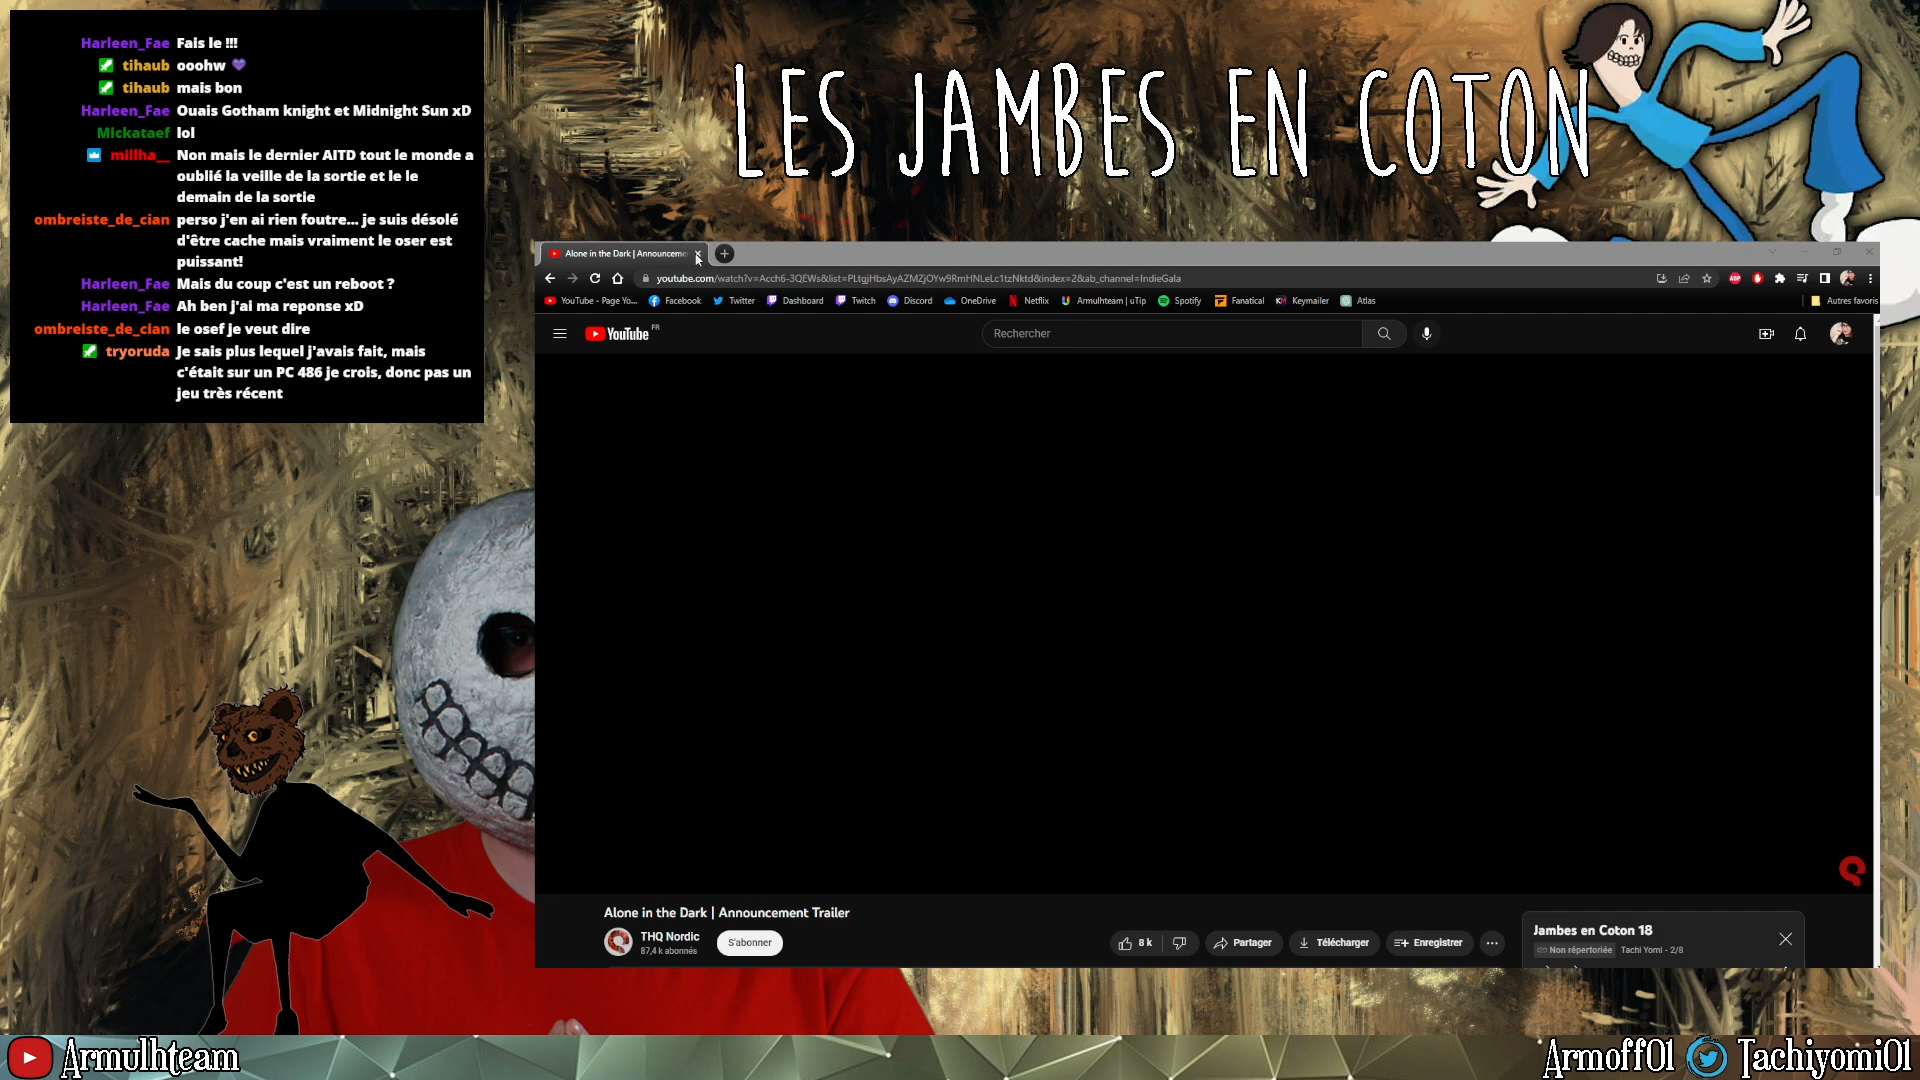 Harleen_Fae Fais le !!!
tihaub ooohw
tihaub mais bon
Harleen_Fae Ouais Gotham knight et Midnight Sun xD
Mickataef lol
millha__ Non mais le dernier AITD tout le monde a
oublié la veille de la sortie et le le
demain de la sortie
ombreiste_de_cian perso j'en ai rien foutre... je suis désolé
d'être cache mais vraiment le oser est
puissant!
Harleen_Fae Mais du coup c'est un reboot ?
Harleen_Fae Ah ben j'ai ma reponse xD
ombreiste_de_cian le osef je veut dire
tryoruda Je sais plus lequel j'avais fait, mais
c'était sur un PC 486 je crois, donc pas un
jeu très récent
LES JAMBES EN COTON
Alone in the Dark | Announceme
youtube.com/watch?v=Acch6-3QEWs&list=PLtgjHbsAyAZMZjOYw9RmHNLeLc1tzNktd&index=2&ab_channel=IndieGala
YouTube - Page Yo... Facebook Twitter Dashboard Twitch Discord OneDrive Netflix Armulhteam | uTip Spotify Fanatical Keymailer Atlas Autres favoris
YouTube FR Rechercher
Alone in the Dark | Announcement Trailer
THQ Nordic
87,4 k abonnés
S'abonner
8 k Partager Télécharger Enregistrer
Jambes en Coton 18
Non répertoriée Tachi Yomi - 2/8
Armulhteam
Armoff01 Tachiyomi01